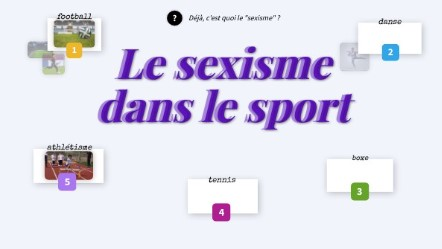 football
? Déjà, c'est quoi le "sexisme" ?
danse
1
2
Le sexisme
dans le sport
athlétisme
boxe
5
tennis
3
4